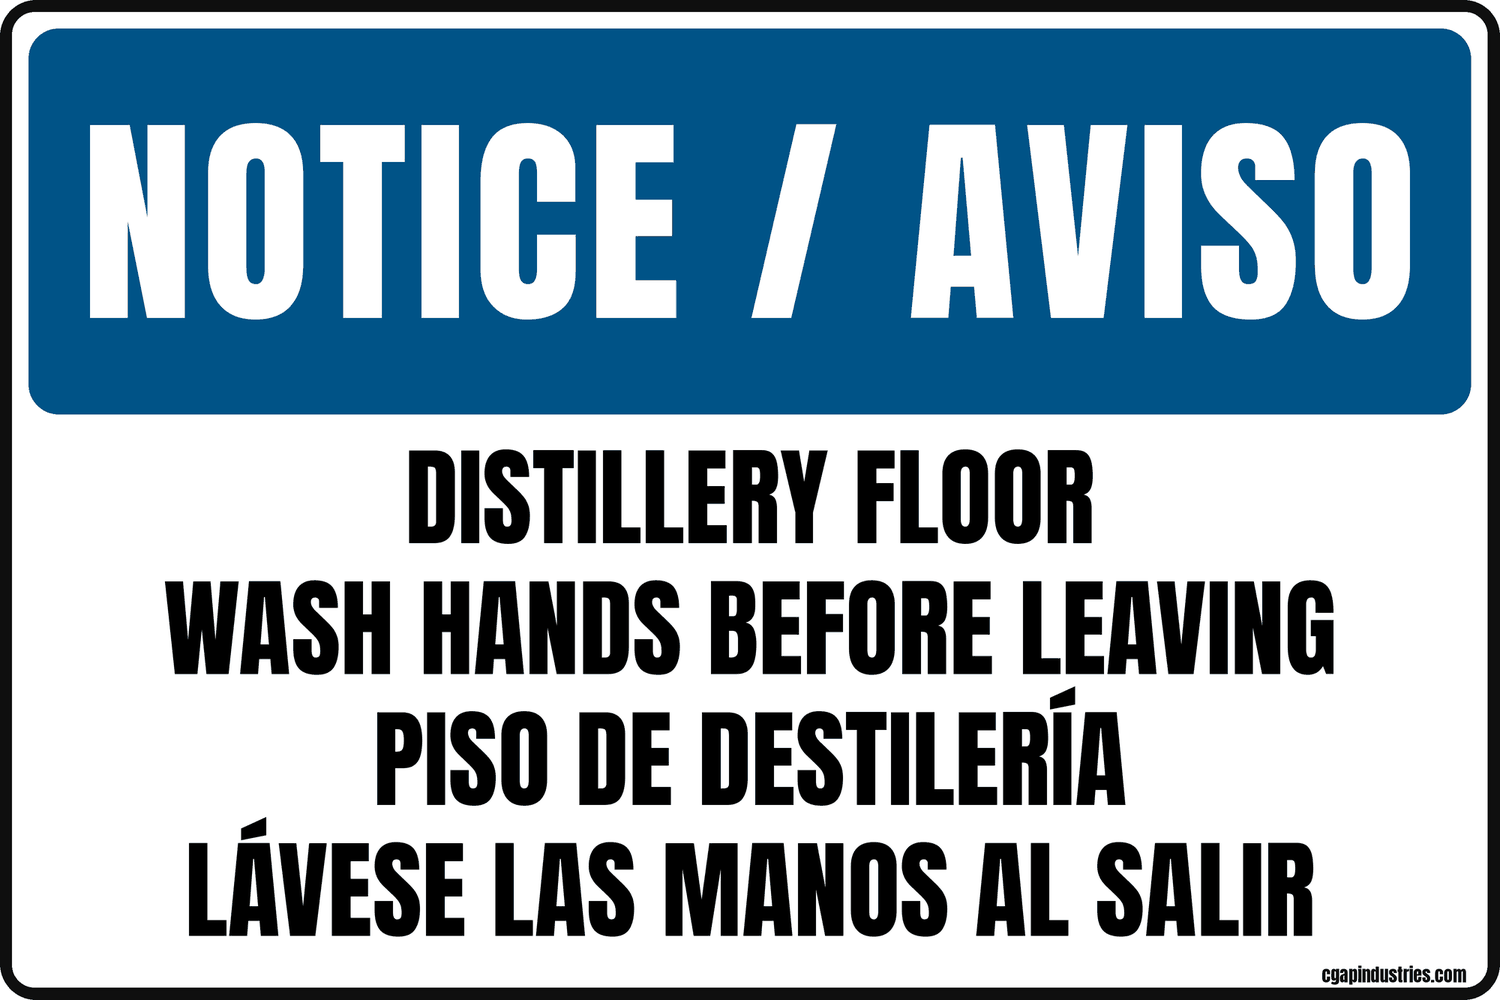 NOTICE / AVISO
DISTILLERY FLOOR
WASH HANDS BEFORE LEAVING
PISO DE DESTILERÍA
LÁVESE LAS MANOS AL SALIR
cgapindustries.com